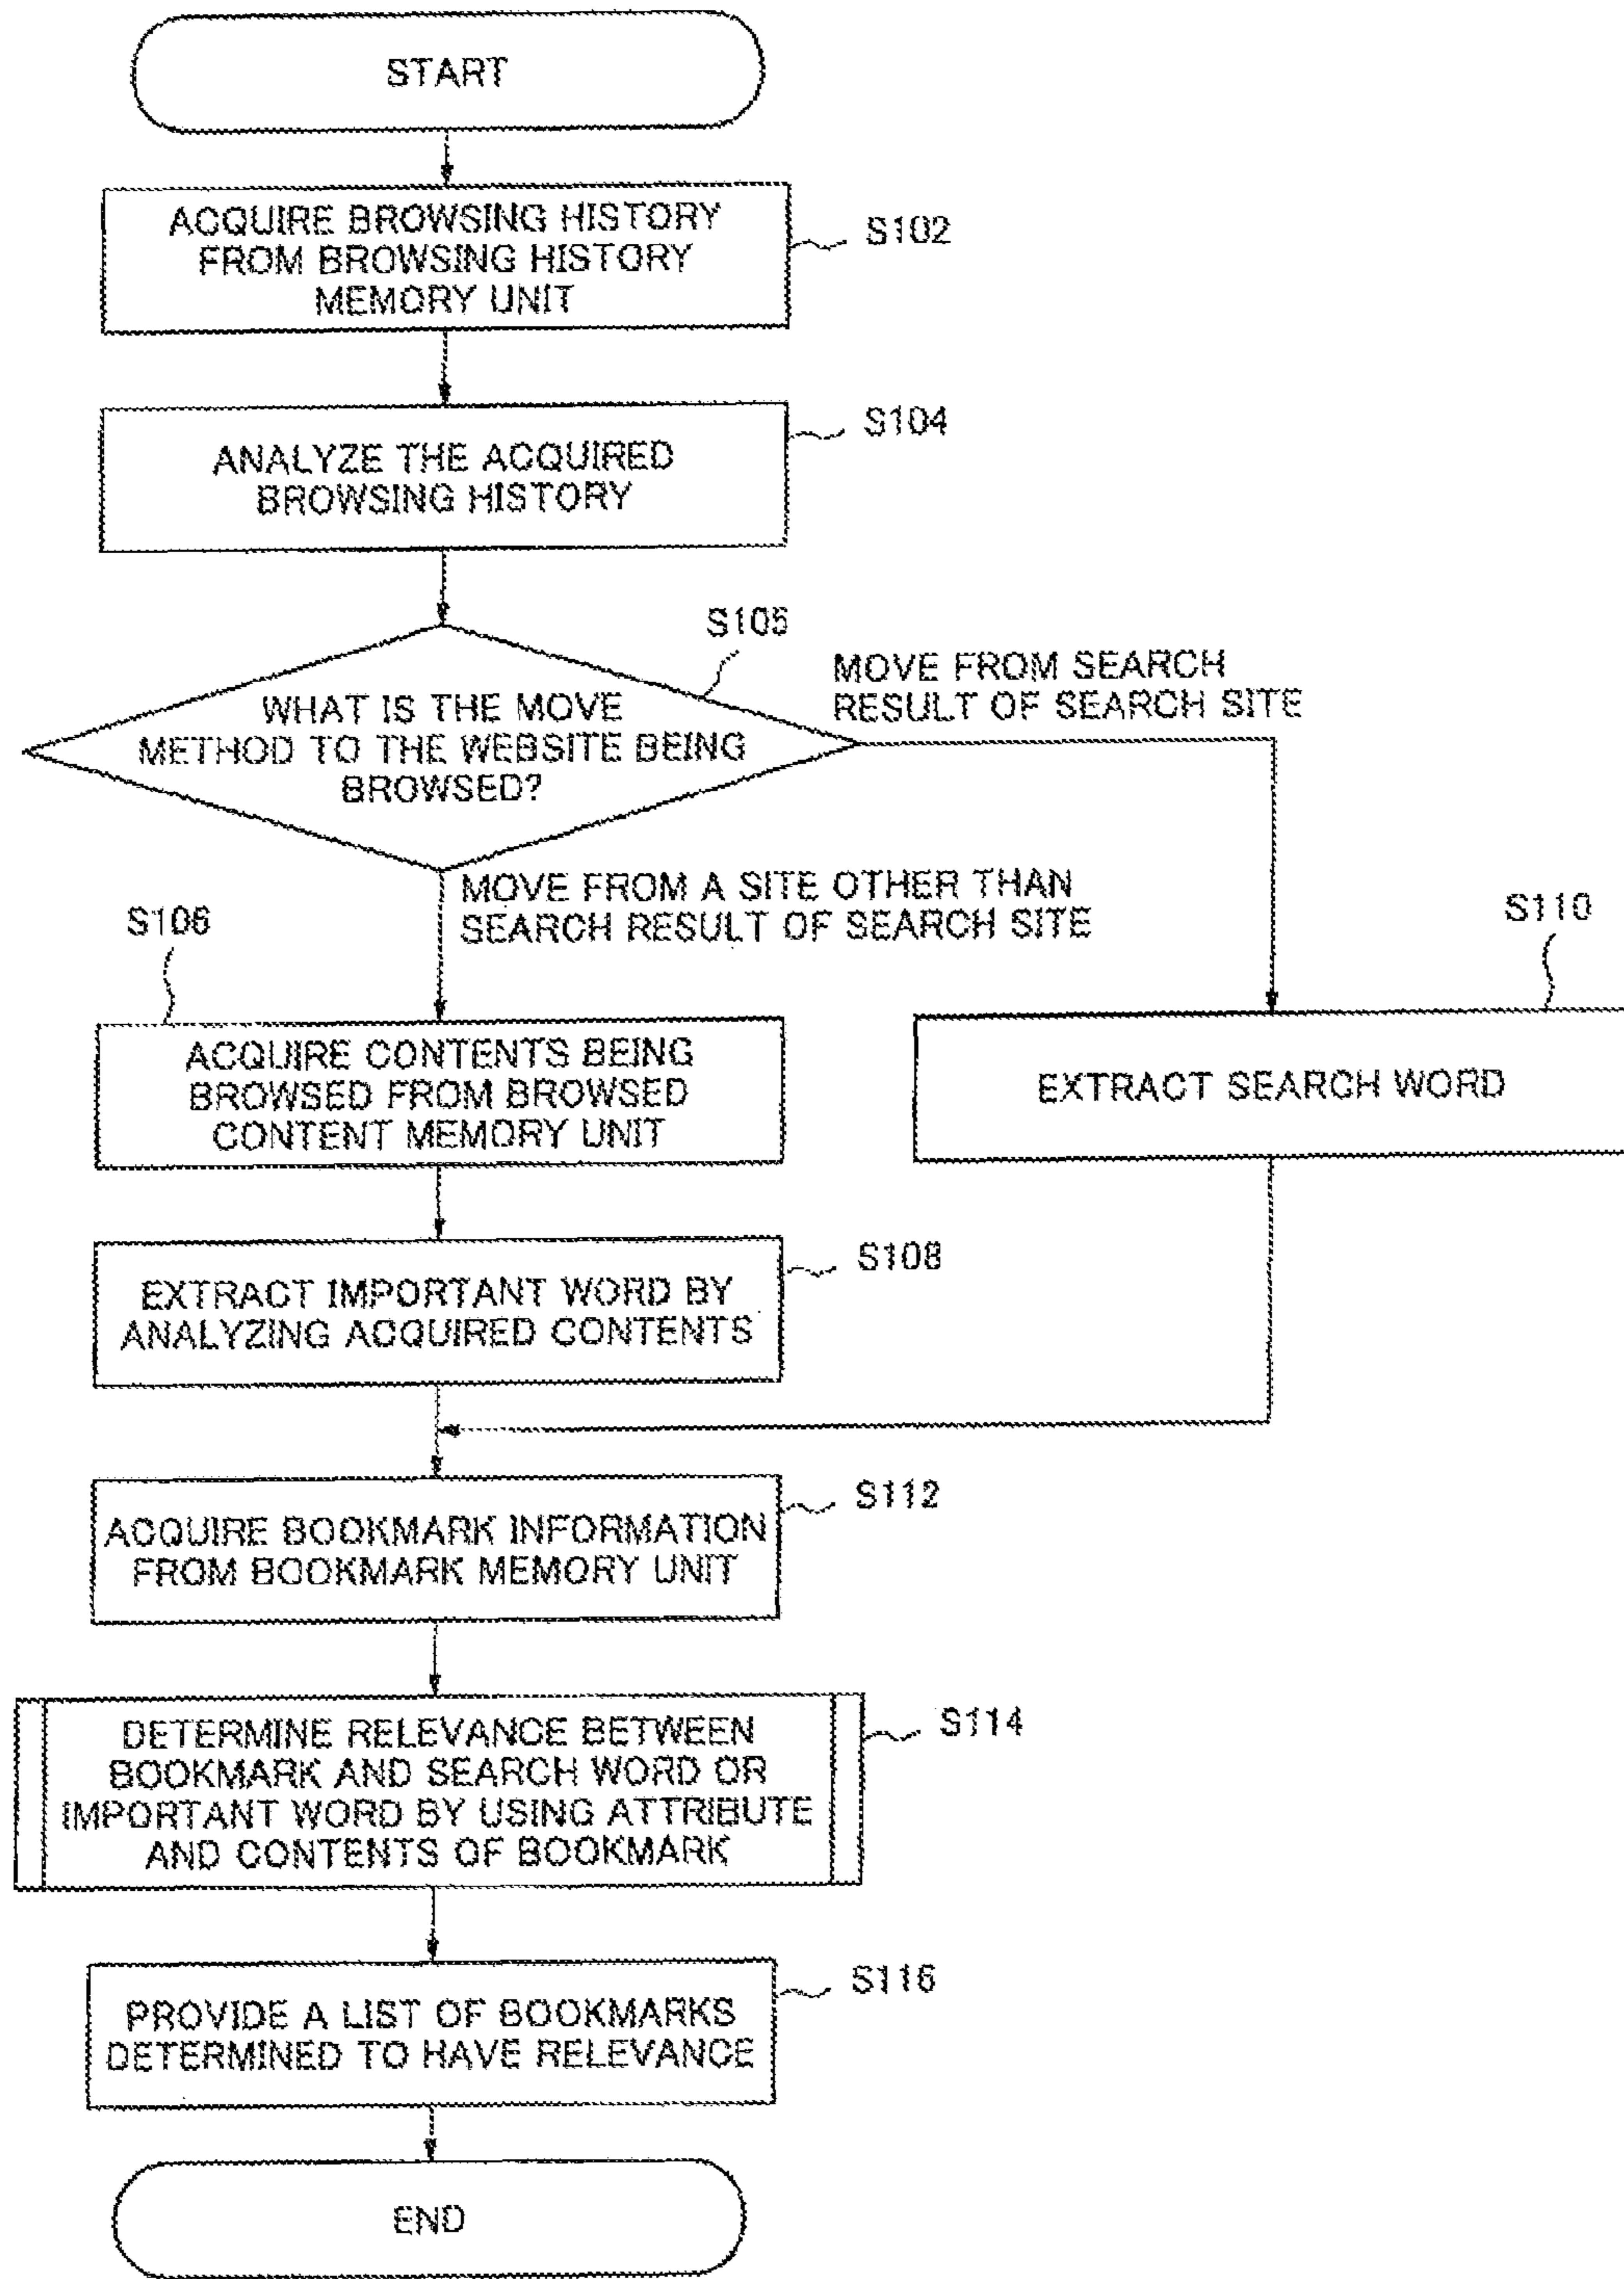 START
ACQUIRE BROWSING HISTORY
FROM BROWSING HISTORY
MEMORY UNIT
S102
ANALYZE THE ACQUIRED
BROWSING HISTORY
S104
S105
WHAT IS THE MOVE
METHOD TO THE WEBSITE BEING
BROWSED?
MOVE FROM SEARCH
RESULT OF SEARCH SITE
MOVE FROM A SITE OTHER THAN
SEARCH RESULT OF SEARCH SITE
S106
ACQUIRE CONTENTS BEING
BROWSED FROM BROWSED
CONTENT MEMORY UNIT
S110
EXTRACT SEARCH WORD
EXTRACT IMPORTANT WORD BY
ANALYZING ACQUIRED CONTENTS
S108
ACQUIRE BOOKMARK INFORMATION
FROM BOOKMARK MEMORY UNIT
S112
DETERMINE RELEVANCE BETWEEN
BOOKMARK AND SEARCH WORD OR
IMPORTANT WORD BY USING ATTRIBUTE
AND CONTENTS OF BOOKMARK
S114
PROVIDE A LIST OF BOOKMARKS
DETERMINED TO HAVE RELEVANCE
S116
END